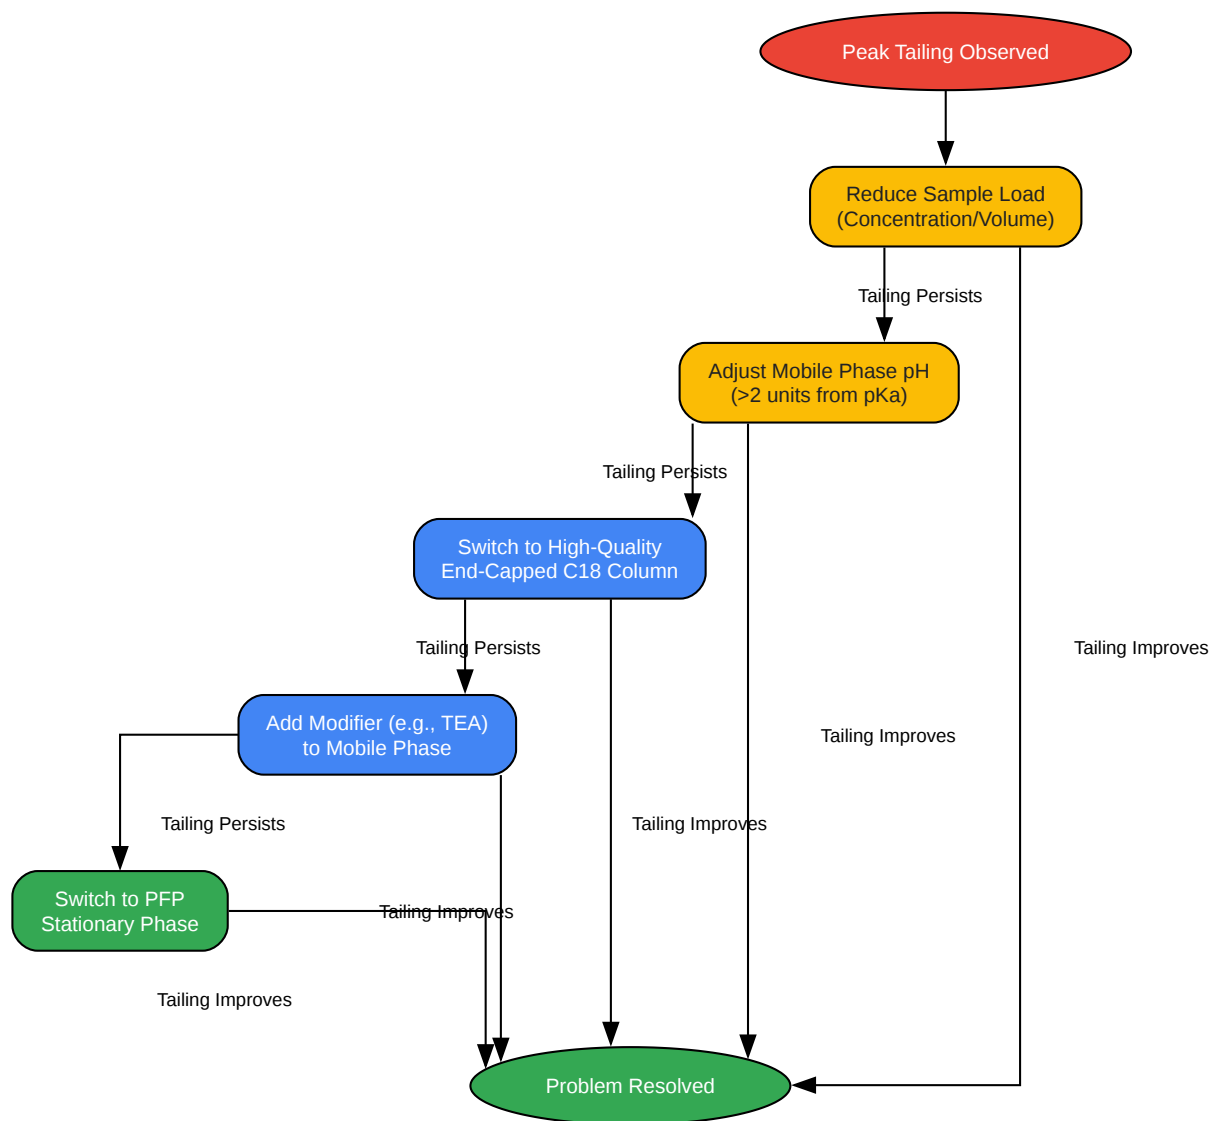 Peak Tailing Observed
Reduce Sample Load
(Concentration/Volume)
Tailing Persists
Adjust Mobile Phase pH
(>2 units from pKa)
Tailing Persists
Switch to High-Quality
End-Capped C18 Column
Tailing Persists
Tailing Improves
Add Modifier (e.g., TEA)
to Mobile Phase
Tailing Improves
Tailing Persists
Tailing Improves
Switch to PFP
Stationary Phase
Tailing Improves
Tailing Improves
Problem Resolved